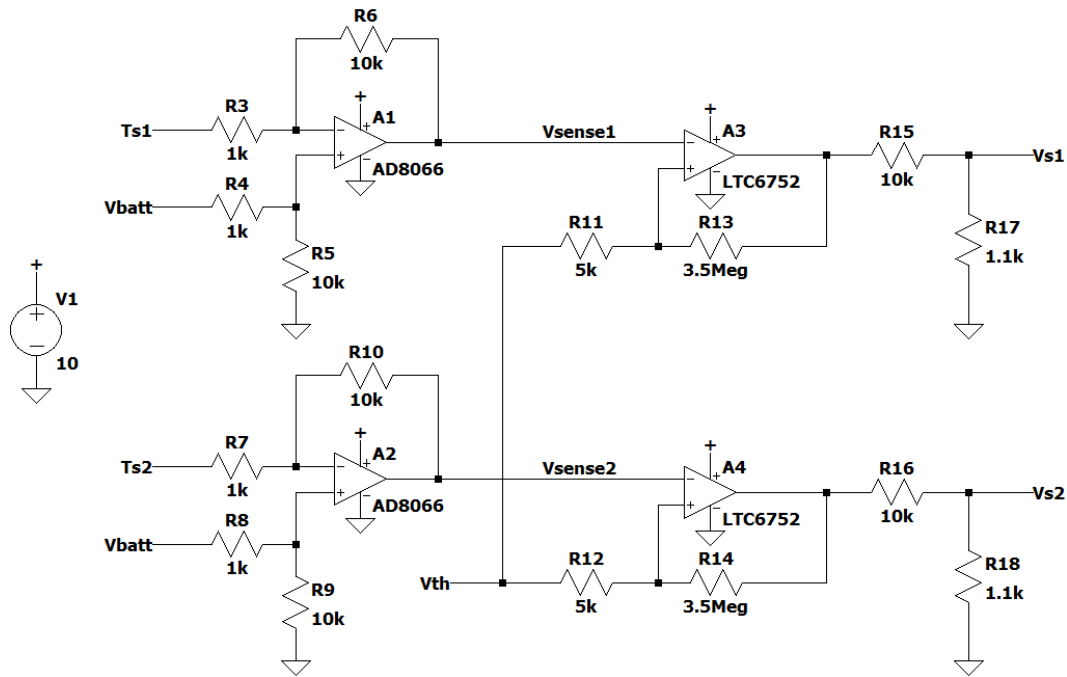 R6
10k
+
A1
R3
Ts1
1k
−
+
+
−
AD8066
R4
Vbatt
1k
R5
10k
Vsense1
+
A3
−
+
+
−
LTC6752
R11
5k
R13
3.5Meg
R15
10k
Vs1
R17
1.1k
+
V1
+
−
10
R10
10k
+
A2
R7
Ts2
1k
−
+
+
−
AD8066
R8
Vbatt
1k
R9
10k
Vsense2
+
A4
−
+
+
−
LTC6752
Vth
R12
5k
R14
3.5Meg
R16
10k
Vs2
R18
1.1k